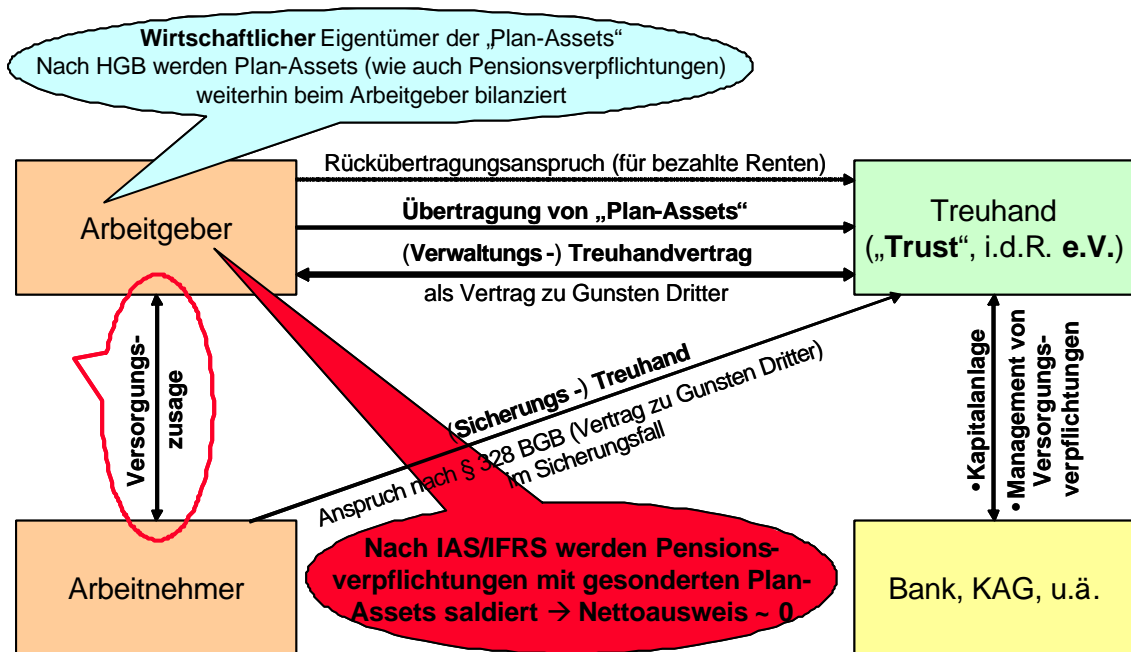 Wirtschaftlicher Eigentümer der „Plan-Assets“
Nach HGB werden Plan-Assets (wie auch Pensionsverpflichtungen)
weiterhin beim Arbeitgeber bilanziert
Rückübertragungsanspruch (für bezahlte Renten)
Arbeitgeber
Übertragung von „Plan-Assets“
(Verwaltungs-) Treuhandvertrag
als Vertrag zu Gunsten Dritter
Treuhand
(„Trust“, i.d.R. e.V.)
Versorgungs-
zusage
(Sicherungs-) Treuhand
Anspruch nach § 328 BGB (Vertrag zu Gunsten Dritter)
im Sicherungsfall
•Kapitalanlage
•Management von
Versorgungs-
verpflichtungen
Arbeitnehmer
Nach IAS/IFRS werden Pensions-
verpflichtungen mit gesonderten Plan-
Assets saldiert → Nettoausweis ~ 0
Bank, KAG, u.ä.